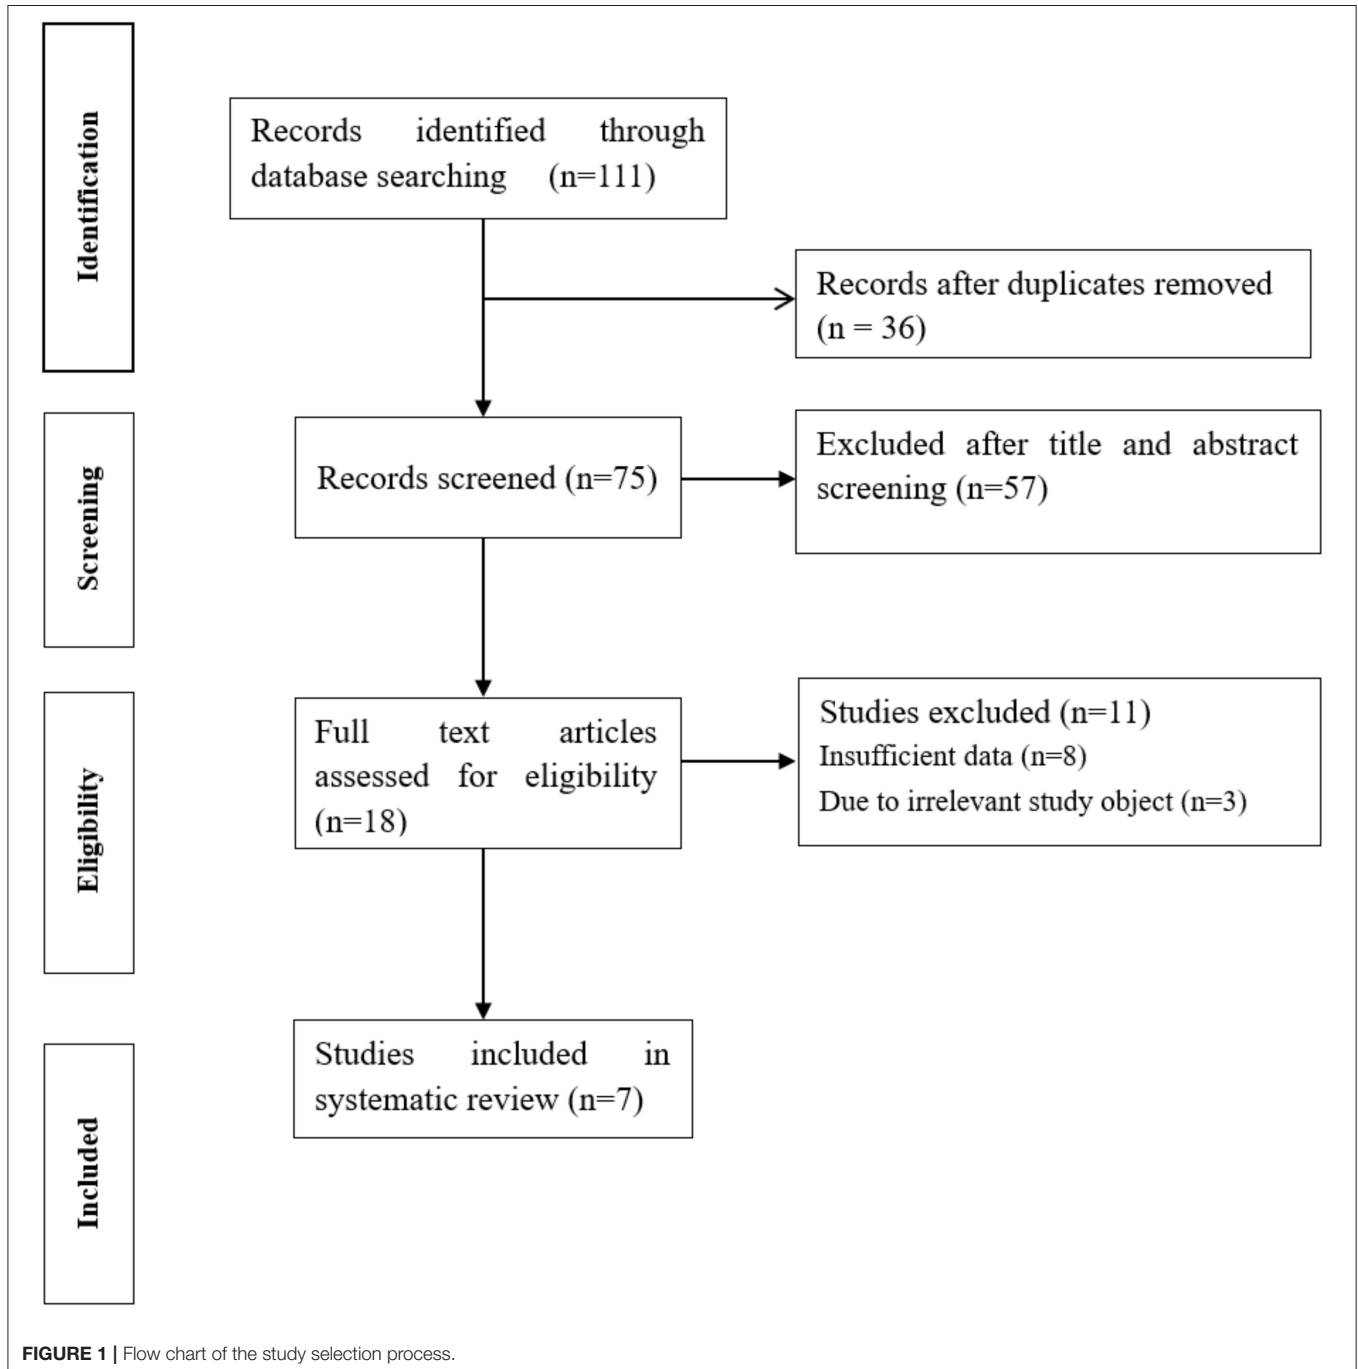 Identification
Records identified through
database searching (n=111)
Records after duplicates removed
(n = 36)
Screening
Records screened (n=75)
Excluded after title and abstract
screening (n=57)
Eligibility
Full text articles
assessed for eligibility
(n=18)
Studies excluded (n=11)
Insufficient data (n=8)
Due to irrelevant study object (n=3)
Included
Studies included in
systematic review (n=7)
FIGURE 1 | Flow chart of the study selection process.